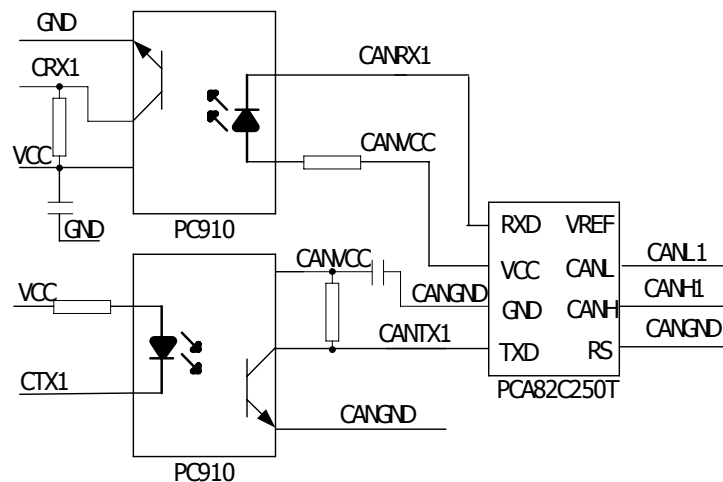 GND
CRX1
VCC
GND
PC910
CANRX1
CANVCC
VCC
CTX1
PC910
CANVCC
CANGND
CANTX1
CANGND
RXD VREF
VCC CANL
GND CANH
TXD RS
PCA82C250T
CANL1
CANH1
CANGND